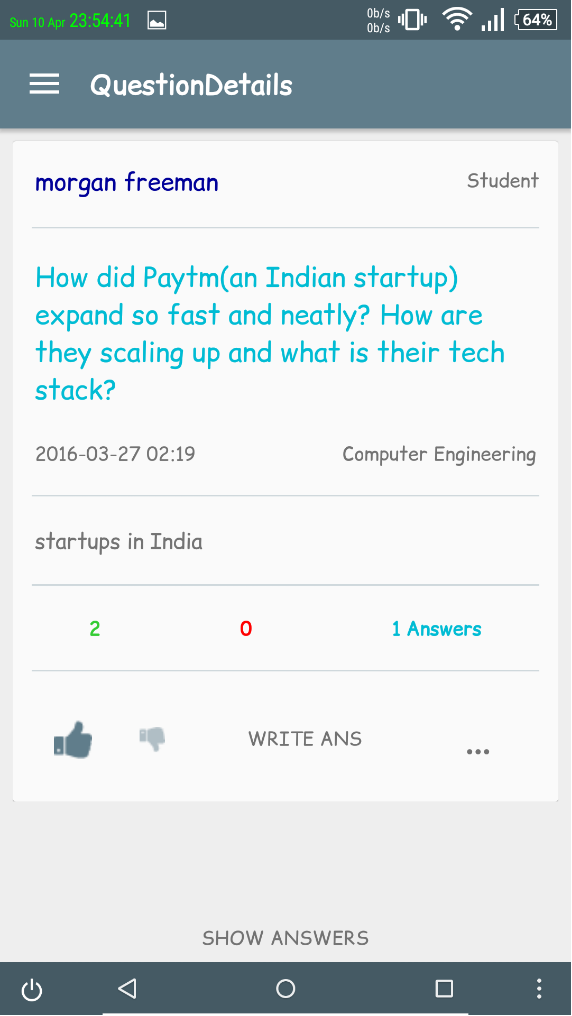 Sun 10 Apr 23:54:41
0b/s
0b/s
64%
QuestionDetails
morgan freeman
Student
How did Paytm(an Indian startup)
expand so fast and neatly? How are
they scaling up and what is their tech
stack?
2016-03-27 02:19
Computer Engineering
startups in India
2 0 1 Answers
WRITE ANS
SHOW ANSWERS